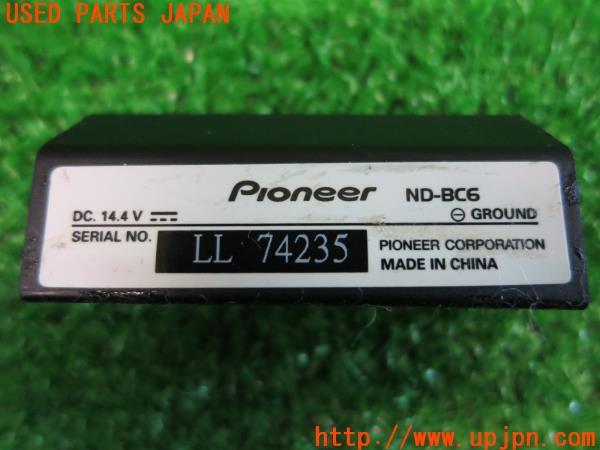 USED PARTS JAPAN
Pioneer ND-BC6
DC. 14.4 V ⊖ GROUND
SERIAL NO. LL 74235 PIONEER CORPORATION
MADE IN CHINA
http://www.upjpn.com